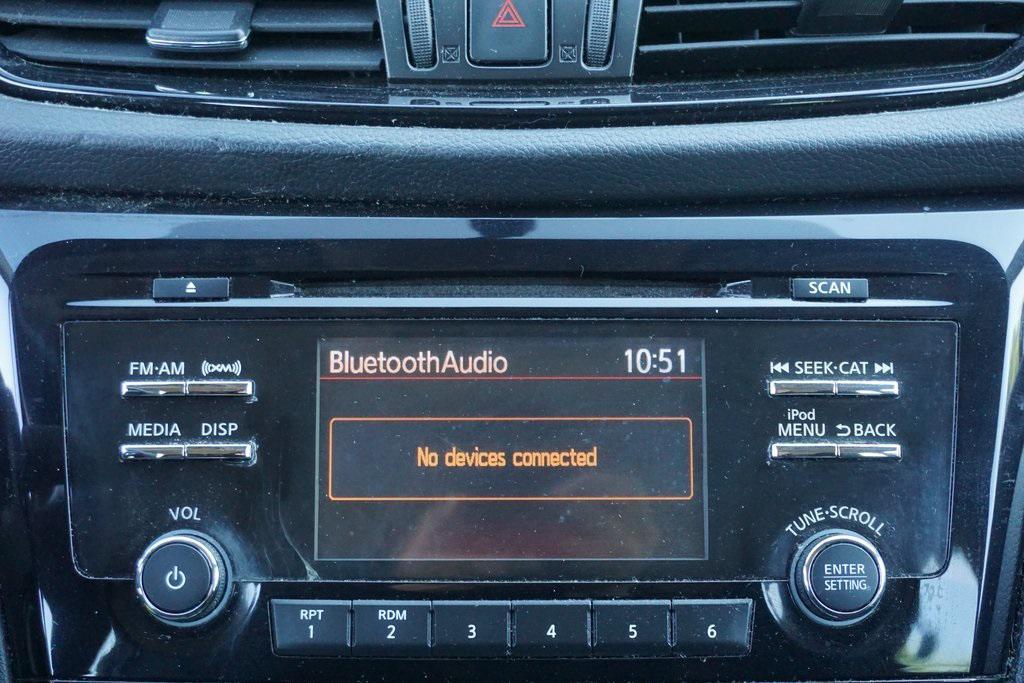 SCAN
FM·AM ((XM))
BluetoothAudio 10:51
SEEK·CAT
MEDIA DISP
iPod
MENU BACK
No devices connected
VOL
TUNE·SCROLL
ENTER
SETTING
RPT
1
RDM
2
3
4
5
6